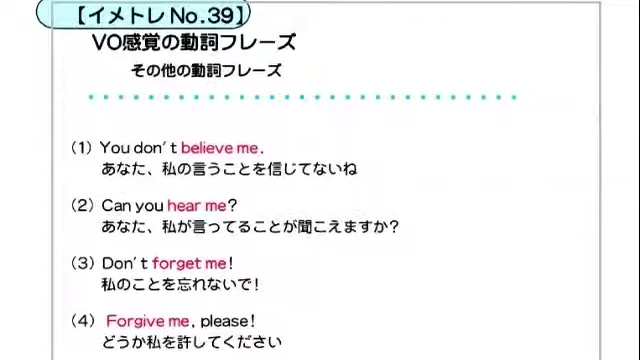 【イメトレ No.39】
VO感覚の動詞フレーズ
その他の動詞フレーズ
(1) You don't believe me.
あなた、私の言うことを信じてないね
(2) Can you hear me?
あなた、私が言ってることが聞こえますか?
(3) Don't forget me!
私のことを忘れないで!
(4) Forgive me, please!
どうか私を許してください